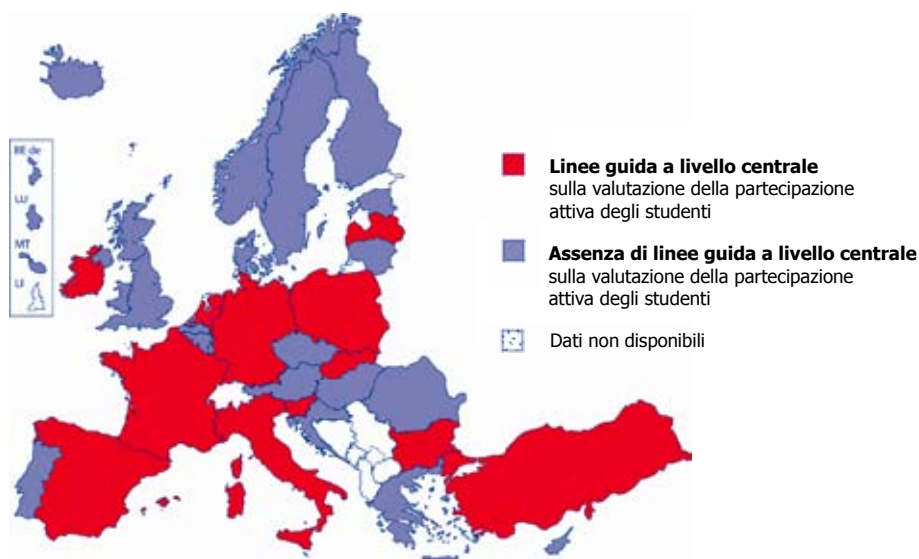 BE de
LU
MT
LI
Linee guida a livello centrale
sulla valutazione della partecipazione
attiva degli studenti
Assenza di linee guida a livello centrale
sulla valutazione della partecipazione
attiva degli studenti
Dati non disponibili